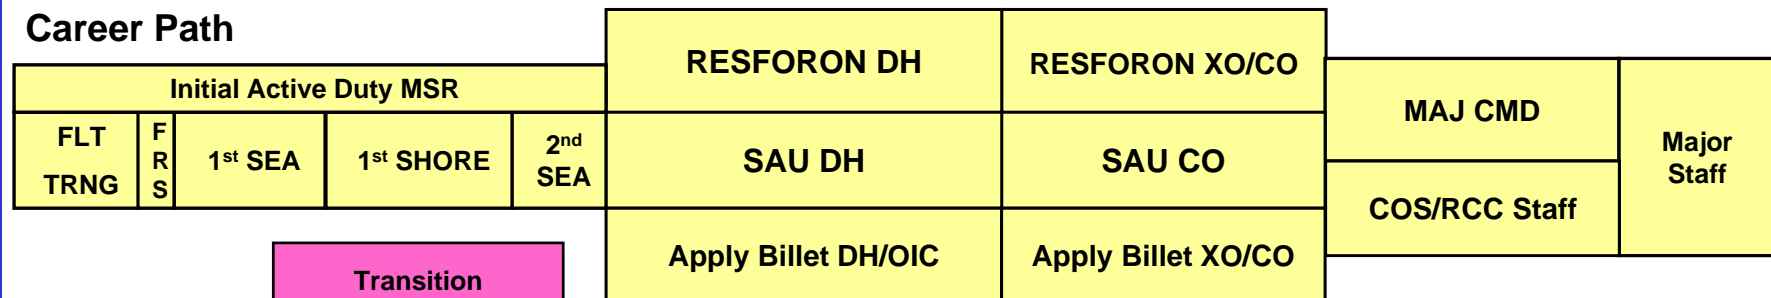 Career Path
Initial Active Duty MSR
FLT
TRNG
F
R
S
1st SEA
1st SHORE
2nd
SEA
RESFORON DH
RESFORON XO/CO
SAU DH
SAU CO
Apply Billet DH/OIC
Apply Billet XO/CO
MAJ CMD
COS/RCC Staff
Major
Staff
Transition